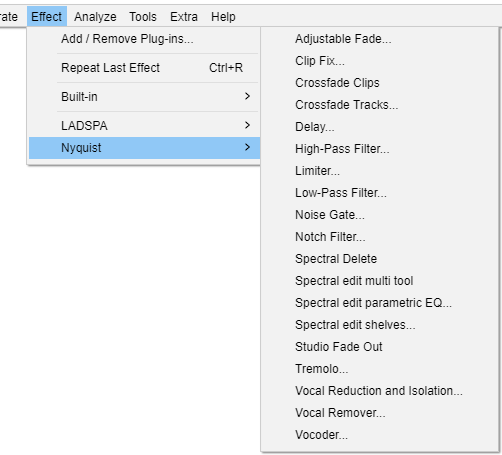 rate Effect Analyze Tools Extra Help
Add / Remove Plug-ins...
Repeat Last Effect Ctrl+R
Built-in >
LADSPA >
Nyquist >
Adjustable Fade...
Clip Fix...
Crossfade Clips
Crossfade Tracks...
Delay...
High-Pass Filter...
Limiter...
Low-Pass Filter...
Noise Gate...
Notch Filter...
Spectral Delete
Spectral edit multi tool
Spectral edit parametric EQ...
Spectral edit shelves...
Studio Fade Out
Tremolo...
Vocal Reduction and Isolation...
Vocal Remover...
Vocoder...